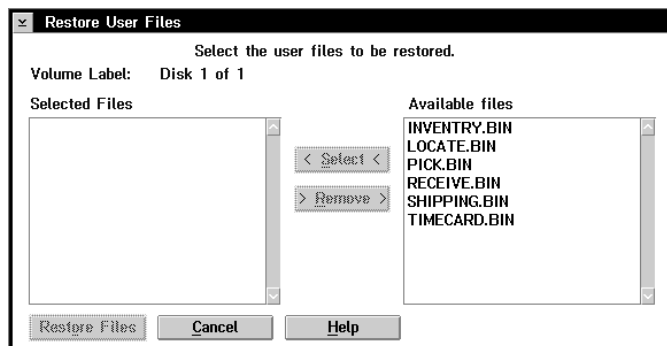 Restore User Files
Select the user files to be restored.
Volume Label: Disk 1 of 1
Selected Files
Available files
INVENTRY.BIN
LOCATE.BIN
PICK.BIN
RECEIVE.BIN
SHIPPING.BIN
TIMECARD.BIN
< Select <
> Remove >
Restore Files
Cancel
Help